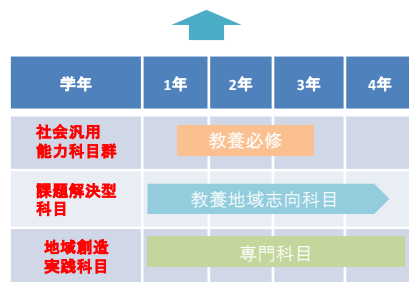 学年 1年 2年 3年 4年
社会汎用
能力科目群
教養必修
課題解決型
科目
教養地域志向科目
地域創造
実践科目
専門科目